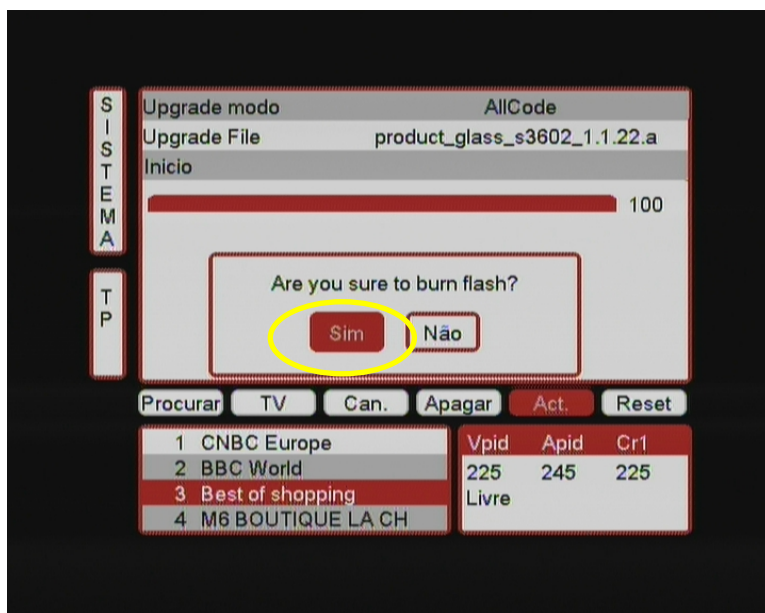 SISTEMA
TP
Upgrade modo AllCode
Upgrade File product_glass_s3602_1.1.22.a
Inicio
100
Are you sure to burn flash?
Sim Não
Procurar TV Can. Apagar Act. Reset
1 CNBC Europe
2 BBC World
3 Best of shopping
4 M6 BOUTIQUE LA CH
Vpid Apid Cr1
225 245 225
Livre